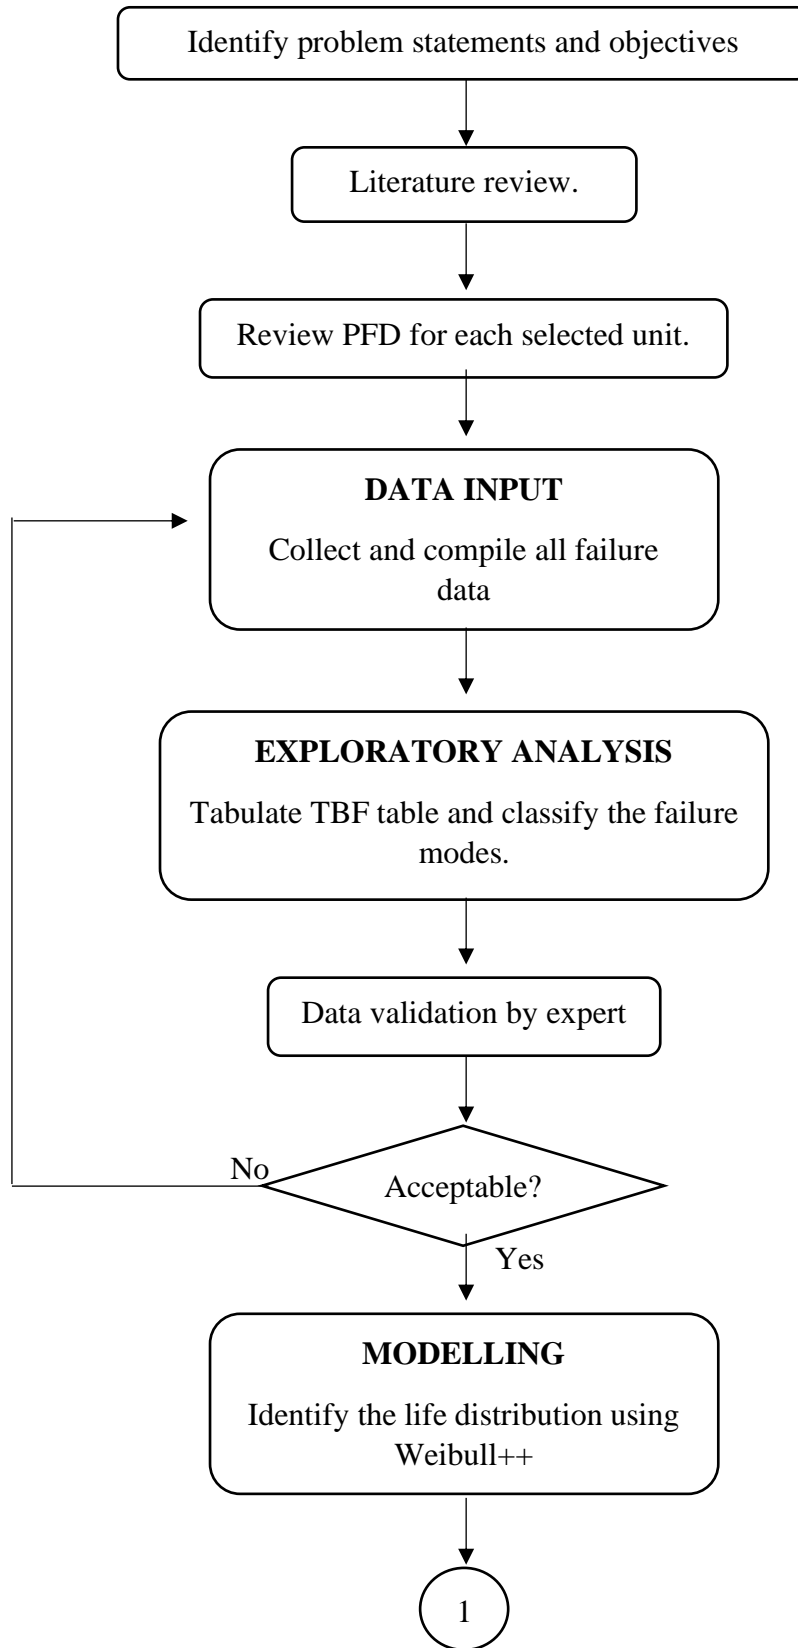 Identify problem statements and objectives
Literature review.
Review PFD for each selected unit.
DATA INPUT
Collect and compile all failure
data
EXPLORATORY ANALYSIS
Tabulate TBF table and classify the failure
modes.
Data validation by expert
No
Acceptable?
Yes
MODELLING
Identify the life distribution using
Weibull++
1